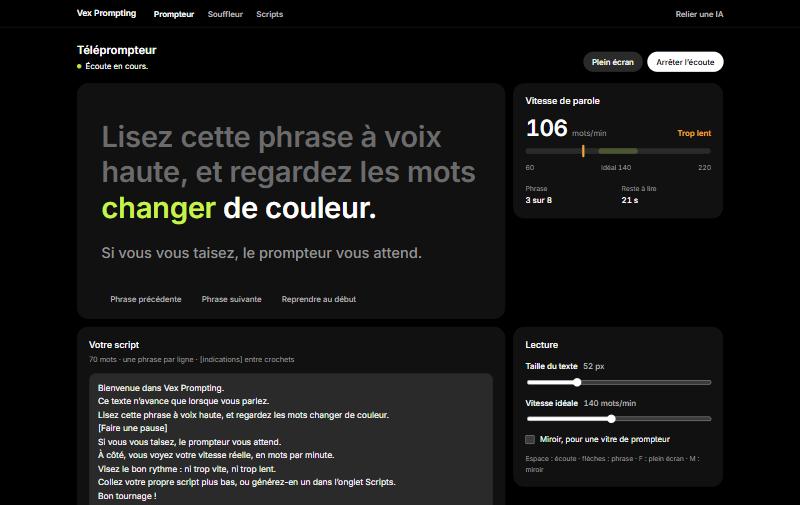 Vex Prompting Prompteur Souffleur Scripts Relier une IA
Téléprompteur
Écoute en cours.
Plein écran Arrêter l'écoute
Lisez cette phrase à voix
haute, et regardez les mots
changer de couleur.
Si vous vous taisez, le prompteur vous attend.
Phrase précédente Phrase suivante Reprendre au début
Vitesse de parole
106 mots/min Trop lent
60 Idéal 140 220
Phrase Reste à lire
3 sur 8 21 s
Votre script
70 mots · une phrase par ligne · [indications] entre crochets
Bienvenue dans Vex Prompting.
Ce texte n'avance que lorsque vous parlez.
Lisez cette phrase à voix haute, et regardez les mots changer de couleur.
[Faire une pause]
Si vous vous taisez, le prompteur vous attend.
À côté, vous voyez votre vitesse réelle, en mots par minute.
Visez le bon rythme : ni trop vite, ni trop lent.
Collez votre propre script plus bas, ou générez-en un dans l'onglet Scripts.
Bon tournage !
Lecture
Taille du texte 52 px
Vitesse idéale 140 mots/min
Miroir, pour une vitre de prompteur
Espace : écoute · flèches : phrase · F : plein écran · M :
miroir